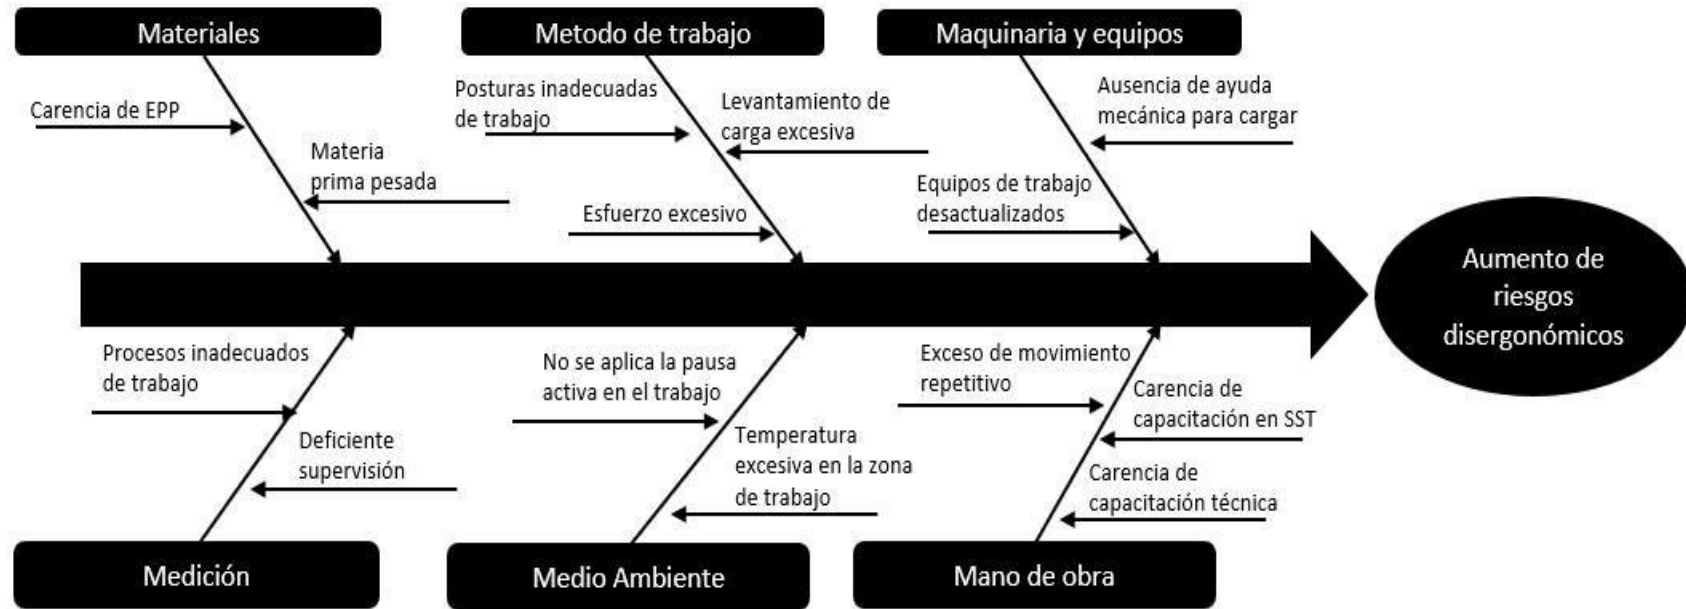 Materiales
Metodo de trabajo
Maquinaria y equipos
Carencia de EPP
Materia
prima pesada
Posturas inadecuadas
de trabajo
Levantamiento de
carga excesiva
Esfuerzo excesivo
Ausencia de ayuda
mecánica para cargar
Equipos de trabajo
desactualizados
Aumento de
riesgos
disergonómicos
Procesos inadecuados
de trabajo
Deficiente
supervisión
No se aplica la pausa
activa en el trabajo
Temperatura
excesiva en la zona
de trabajo
Exceso de movimiento
repetitivo
Carencia de
capacitación en SST
Carencia de
capacitación técnica
Medición
Medio Ambiente
Mano de obra